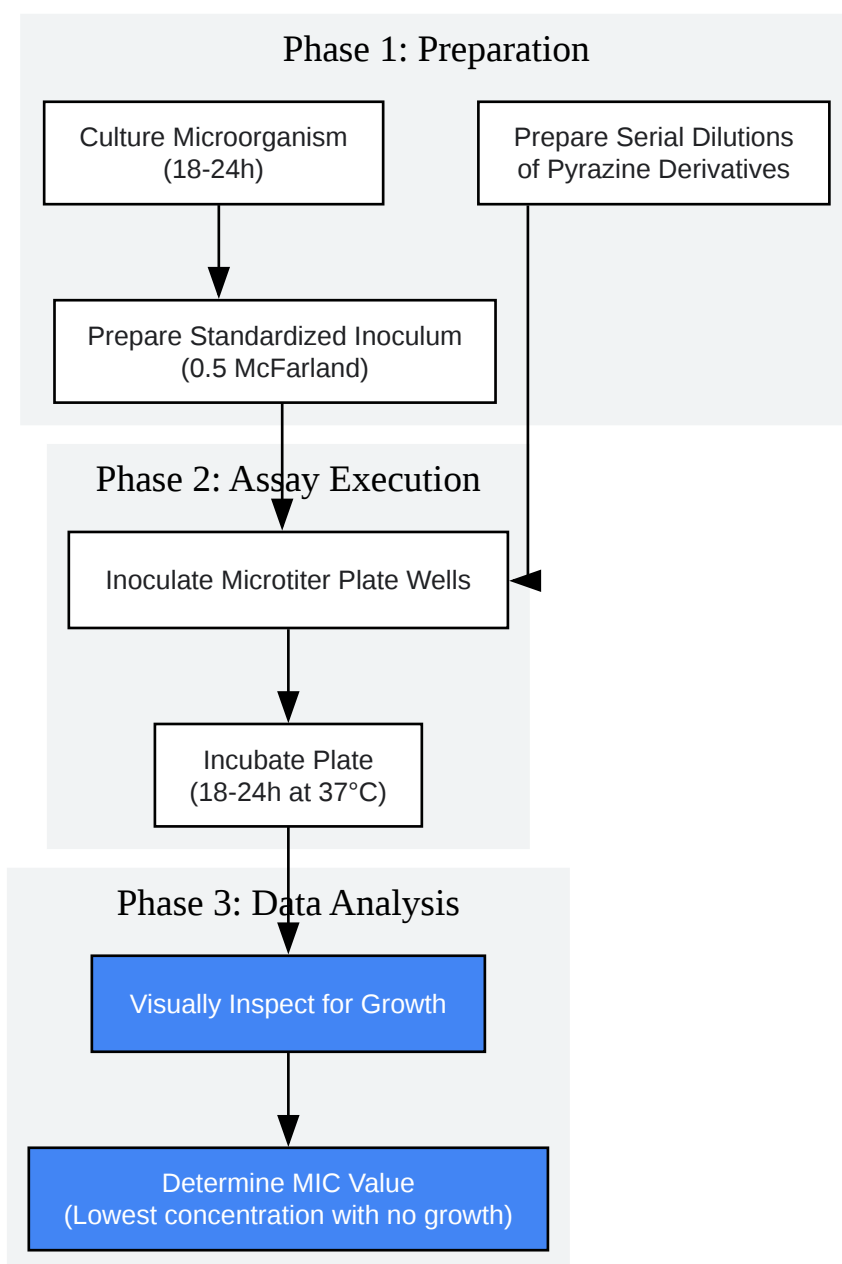 Phase 1: Preparation
Culture Microorganism
(18-24h)
Prepare Serial Dilutions
of Pyrazine Derivatives
Prepare Standardized Inoculum
(0.5 McFarland)
Phase 2: Assay Execution
Inoculate Microtiter Plate Wells
Incubate Plate
(18-24h at 37°C)
Phase 3: Data Analysis
Visually Inspect for Growth
Determine MIC Value
(Lowest concentration with no growth)